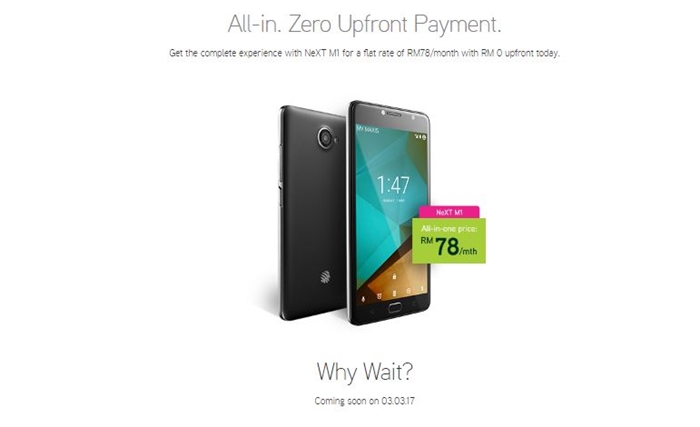 All-in. Zero Upfront Payment.
Get the complete experience with NeXT M1 for a flat rate of RM78/month with RM 0 upfront today.
MY MAXIS
1:47
NeXT M1
All-in-one price:
RM 78/mth
Why Wait?
Coming soon on 03.03.17